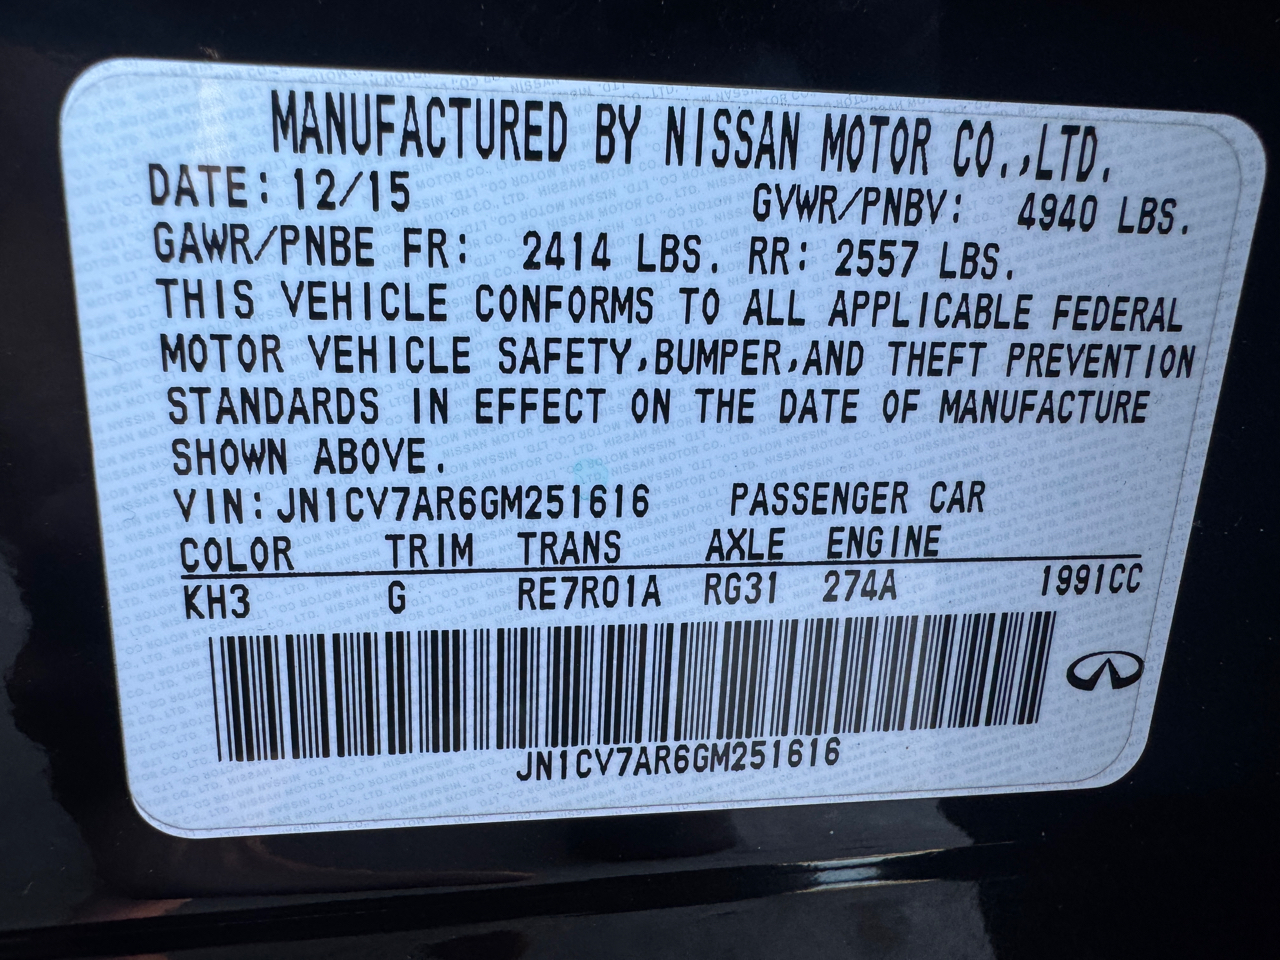 MANUFACTURED BY NISSAN MOTOR CO.,LTD.
DATE: 12/15 GVWR/PNBV: 4940 LBS.
GAWR/PNBE FR: 2414 LBS. RR: 2557 LBS.
THIS VEHICLE CONFORMS TO ALL APPLICABLE FEDERAL
MOTOR VEHICLE SAFETY,BUMPER,AND THEFT PREVENTION
STANDARDS IN EFFECT ON THE DATE OF MANUFACTURE
SHOWN ABOVE.
VIN:JN1CV7AR6GM251616 PASSENGER CAR
COLOR TRIM TRANS AXLE ENGINE
KH3 G RE7R01A RG31 274A 1991CC
JN1CV7AR6GM251616